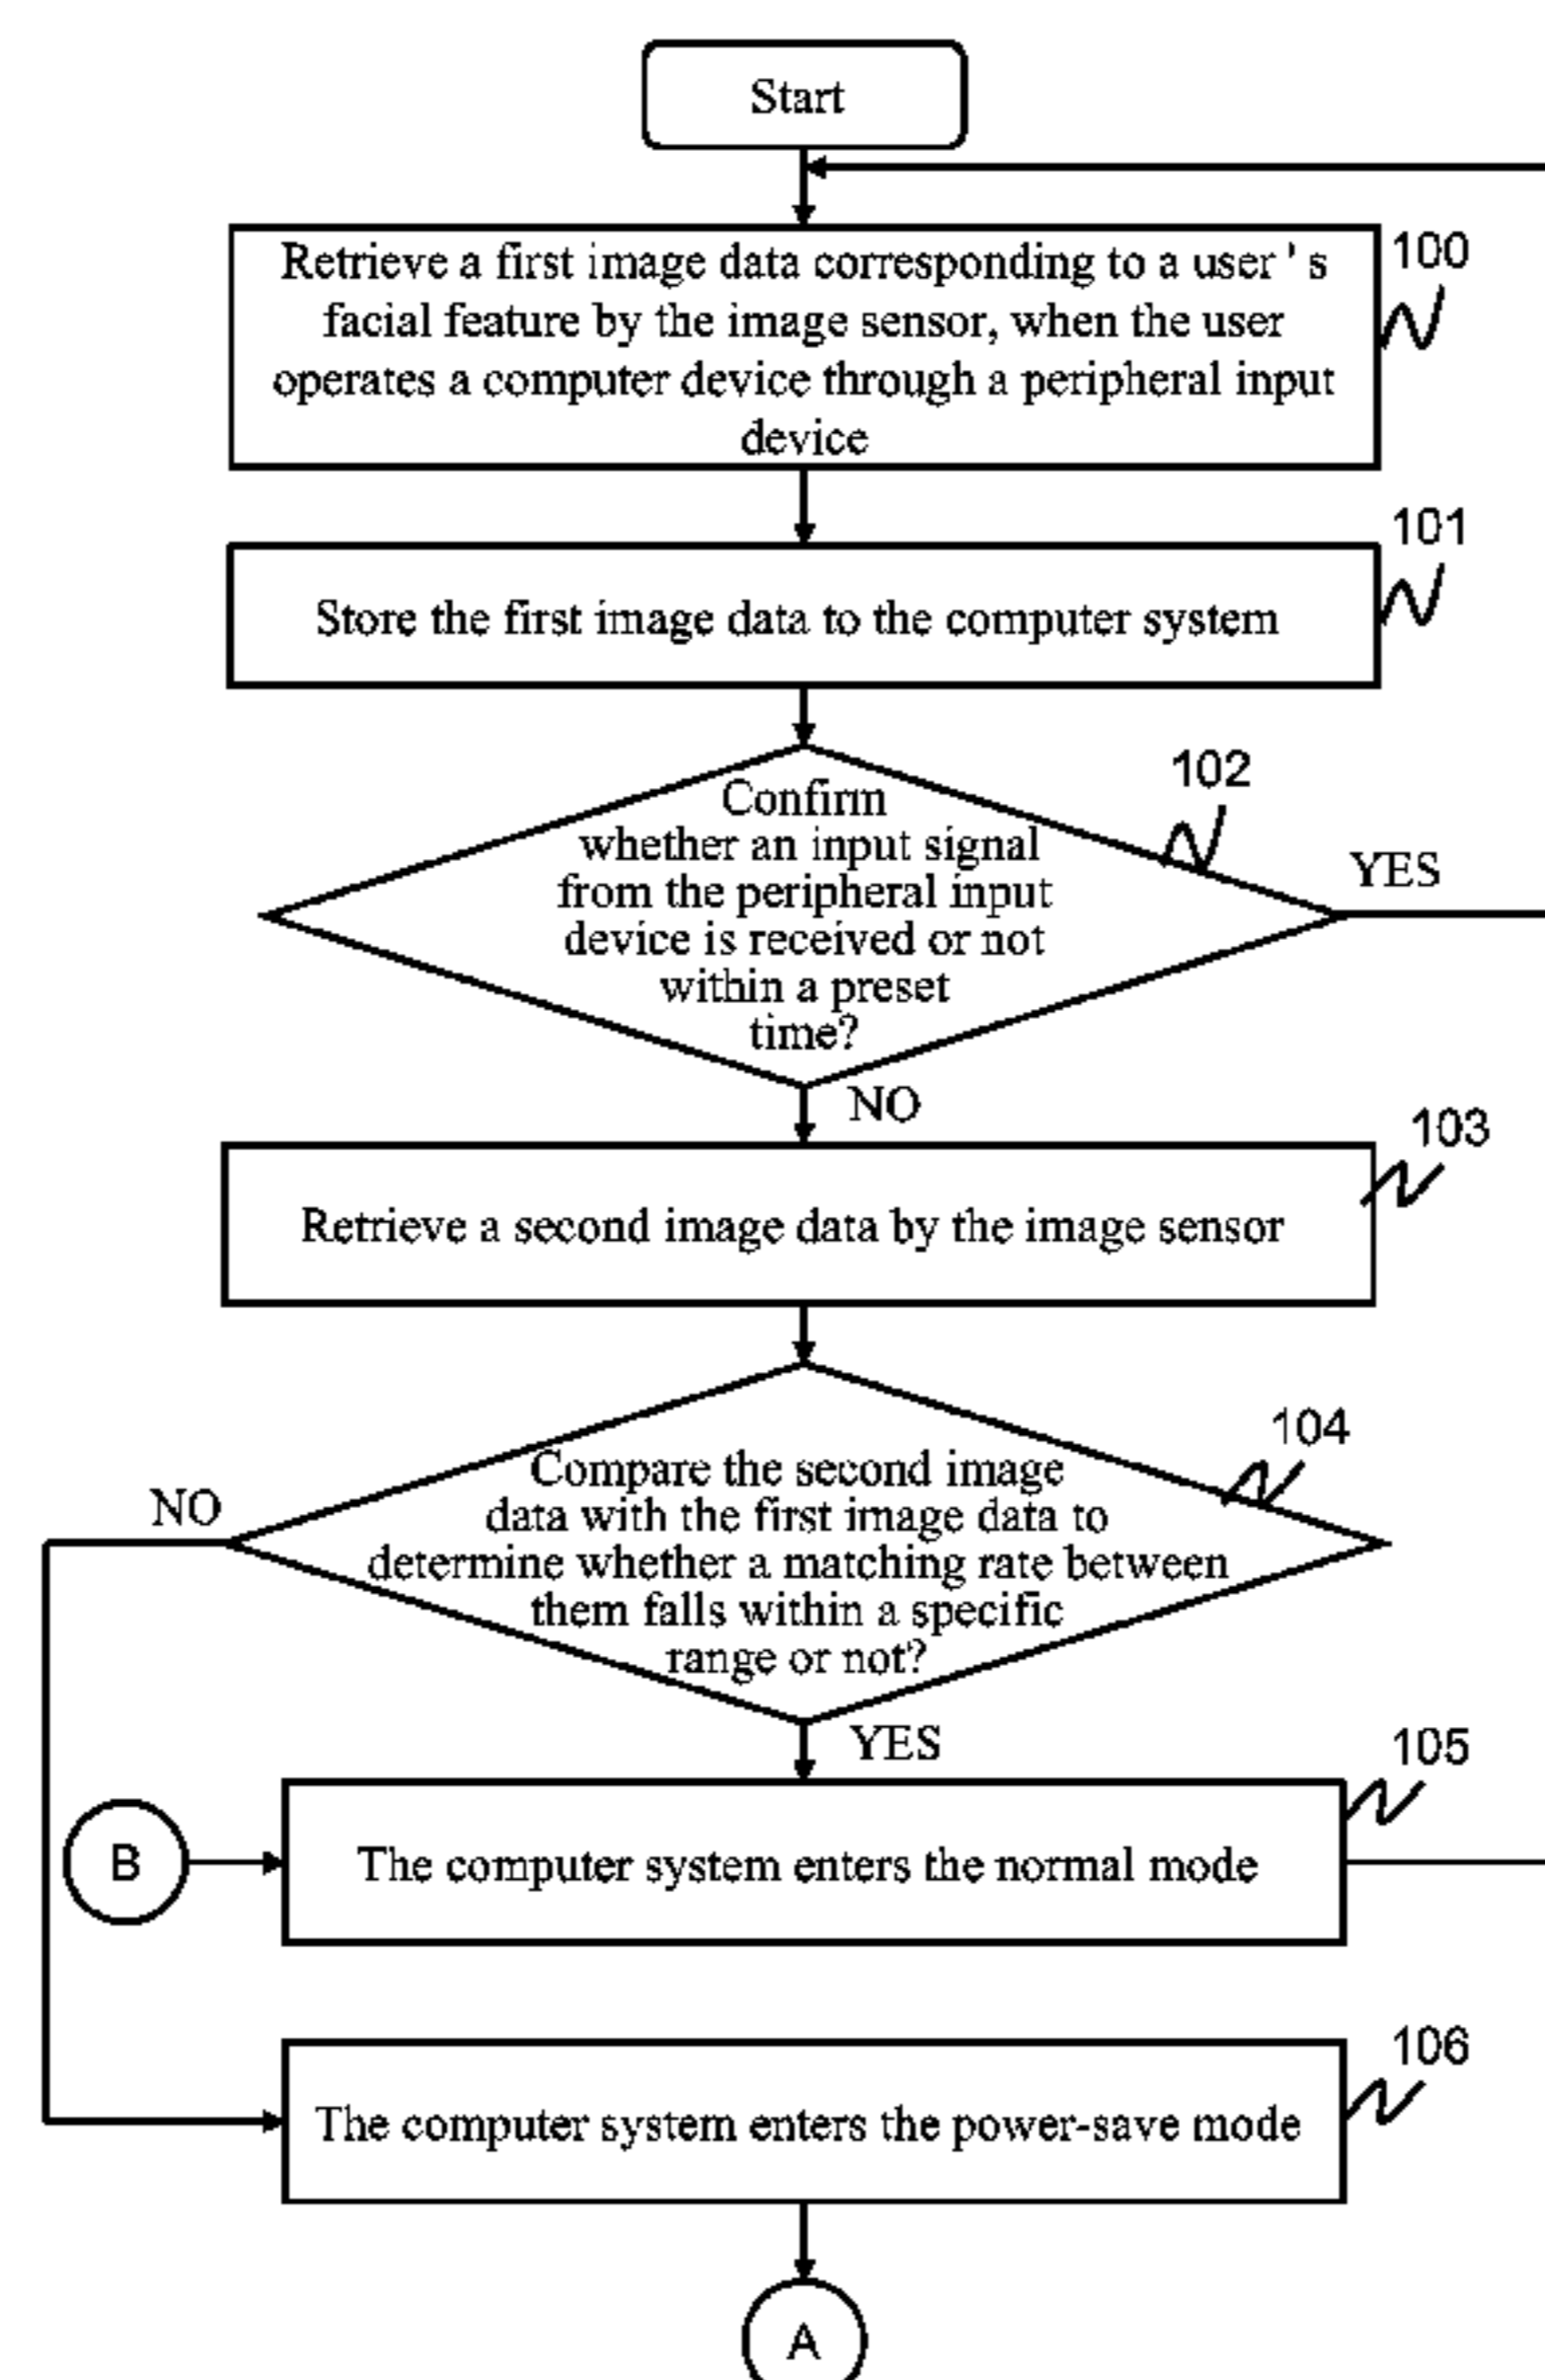 Start
Retrieve a first image data corresponding to a user's
facial feature by the image sensor, when the user
operates a computer device through a peripheral input
device
100
Store the first image data to the computer system
101
Confirm
whether an input signal
from the peripheral input
device is received or not
within a preset
time?
102
YES
NO
Retrieve a second image data by the image sensor
103
Compare the second image
data with the first image data to
determine whether a matching rate between
them falls within a specific
range or not?
104
NO
YES
B
The computer system enters the normal mode
105
The computer system enters the power-save mode
106
A